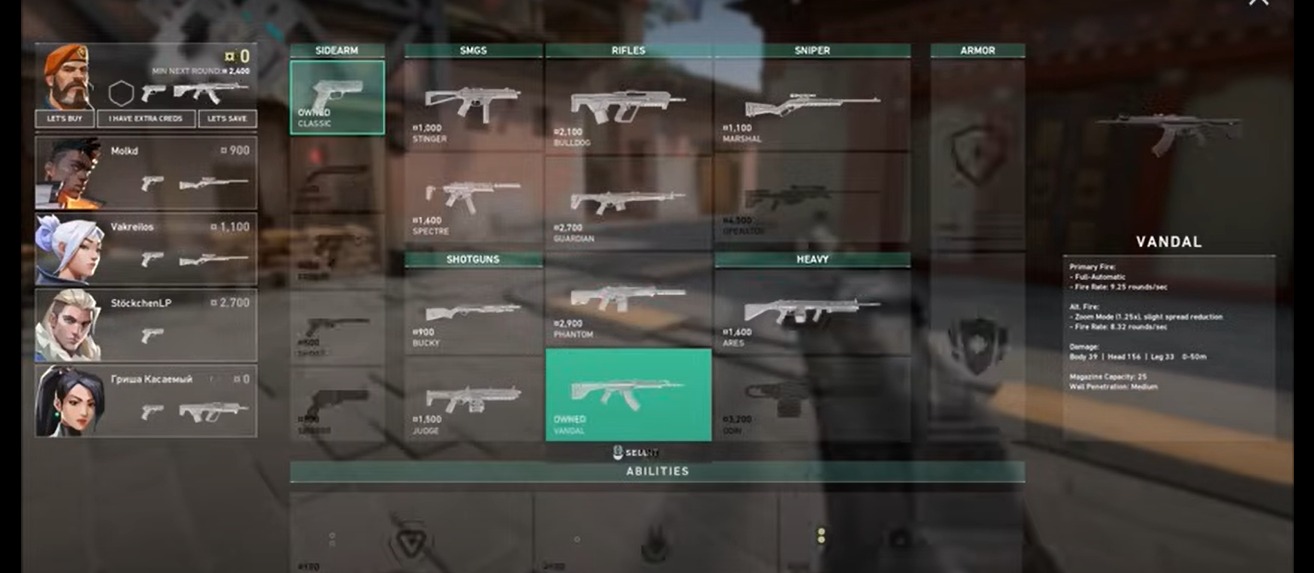 SIDEARM
SMGS
RIFLES
SNIPER
ARMOR
¤ 0
MIN NEXT ROUND: ¤ 2,400
LET'S BUY
I HAVE EXTRA CREDS
LET'S SAVE
Molkd
¤ 900
Vakreilos
¤ 1,100
StöckchenLP
¤ 2,700
Гриша Касаемый
¤ 0
OWNED
CLASSIC
¤1,000
STINGER
¤2,100
BULLDOG
¤1,100
MARSHAL
¤1,600
SPECTRE
¤2,700
GUARDIAN
¤4,500
OPERATOR
SHOTGUNS
HEAVY
¤900
BUCKY
¤2,900
PHANTOM
¤1,600
ARES
¤1,500
JUDGE
OWNED
VANDAL
¤3,200
ODIN
SELL
ABILITIES
VANDAL
Primary Fire:
- Full-Automatic
- Fire Rate: 9.25 rounds/sec
Alt. Fire:
- Zoom Mode (1.25x), slight spread reduction
- Fire Rate: 8.32 rounds/sec
Damage:
Body 39 | Head 156 | Leg 33 0-50m
Magazine Capacity: 25
Wall Penetration: Medium